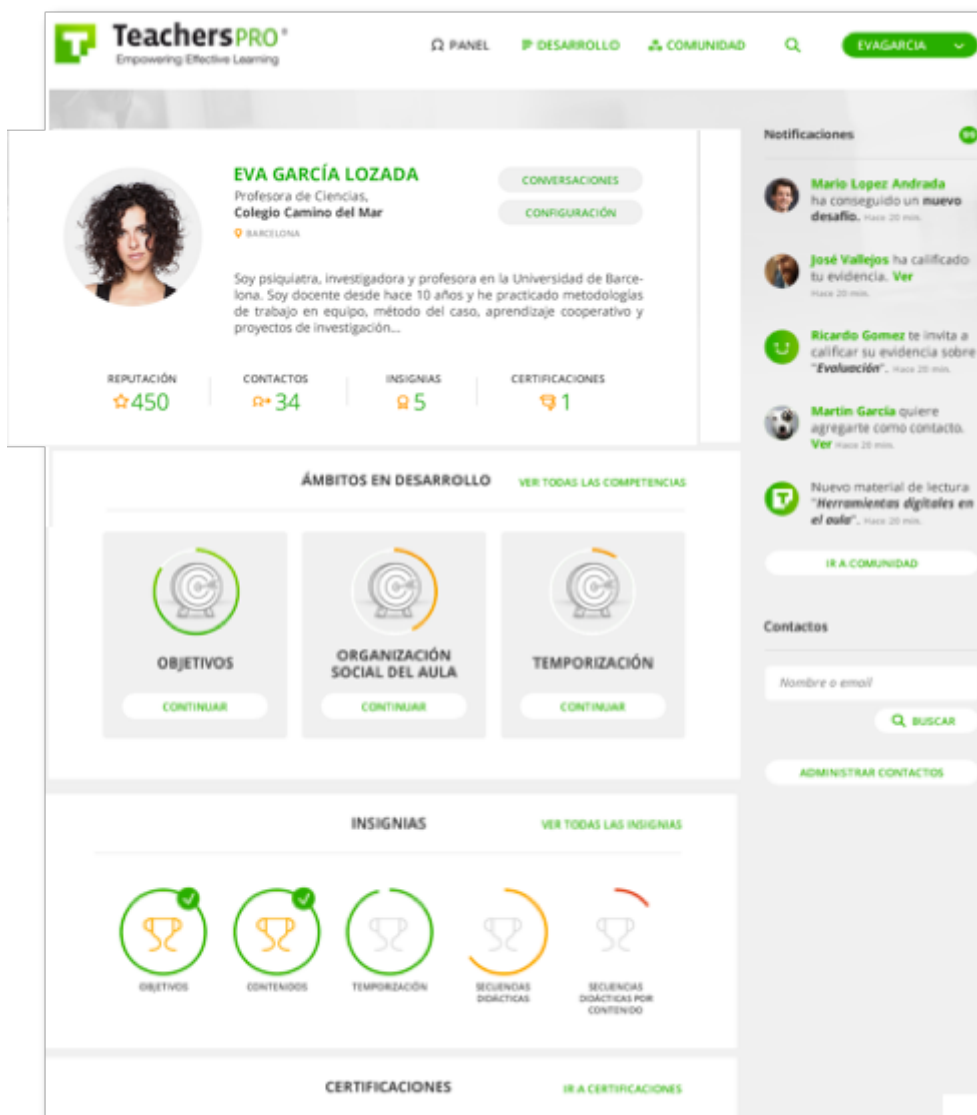 TeachersPRO®
Empowering Effective Learning
PANEL
DESARROLLO
COMUNIDAD
EVAGARCIA
EVA GARCÍA LOZADA
Profesora de Ciencias,
Colegio Camino del Mar
BARCELONA
CONVERSACIONES
CONFIGURACIÓN
Soy psiquiatra, investigadora y profesora en la Universidad de Barce-
lona. Soy docente desde hace 10 años y he practicado metodologías
de trabajo en equipo, método del caso, aprendizaje cooperativo y
proyectos de investigación...
REPUTACIÓN
450
CONTACTOS
34
INSIGNIAS
5
CERTIFICACIONES
1
ÁMBITOS EN DESARROLLO
VER TODAS LAS COMPETENCIAS
OBJETIVOS
CONTINUAR
ORGANIZACIÓN
SOCIAL DEL AULA
CONTINUAR
TEMPORIZACIÓN
CONTINUAR
INSIGNIAS
VER TODAS LAS INSIGNIAS
OBJETIVOS
CONTENIDOS
TEMPORIZACIÓN
SECUENCIAS
DIDÁCTICAS
SECUENCIAS
DIDÁCTICAS POR
CONTENIDO
CERTIFICACIONES
IR A CERTIFICACIONES
Notificaciones
Mario Lopez Andrada
ha conseguido un nuevo
desafío. Hace 20 min.
José Vallejos ha calificado
tu evidencia. Ver
Hace 20 min.
Ricardo Gomez te invita a
calificar su evidencia sobre
"Evaluación". Hace 20 min.
Martin García quiere
agregarte como contacto.
Ver Hace 20 min.
Nuevo material de lectura
"Herramientas digitales en
el aula". Hace 20 min.
IR A COMUNIDAD
Contactos
Nombre o email
BUSCAR
ADMINISTRAR CONTACTOS